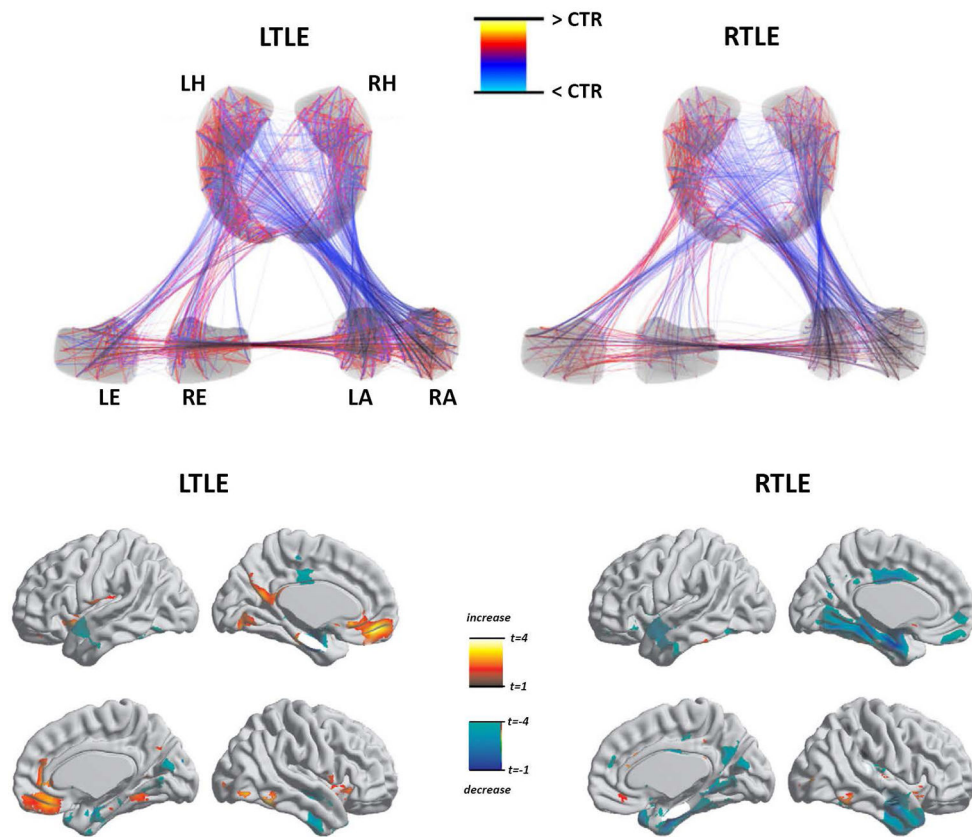 LTLE
> CTR
< CTR
RTLE
LH
RH
LE
RE
LA
RA
LTLE
RTLE
increase
t=4
t=1
t=-4
t=-1
decrease